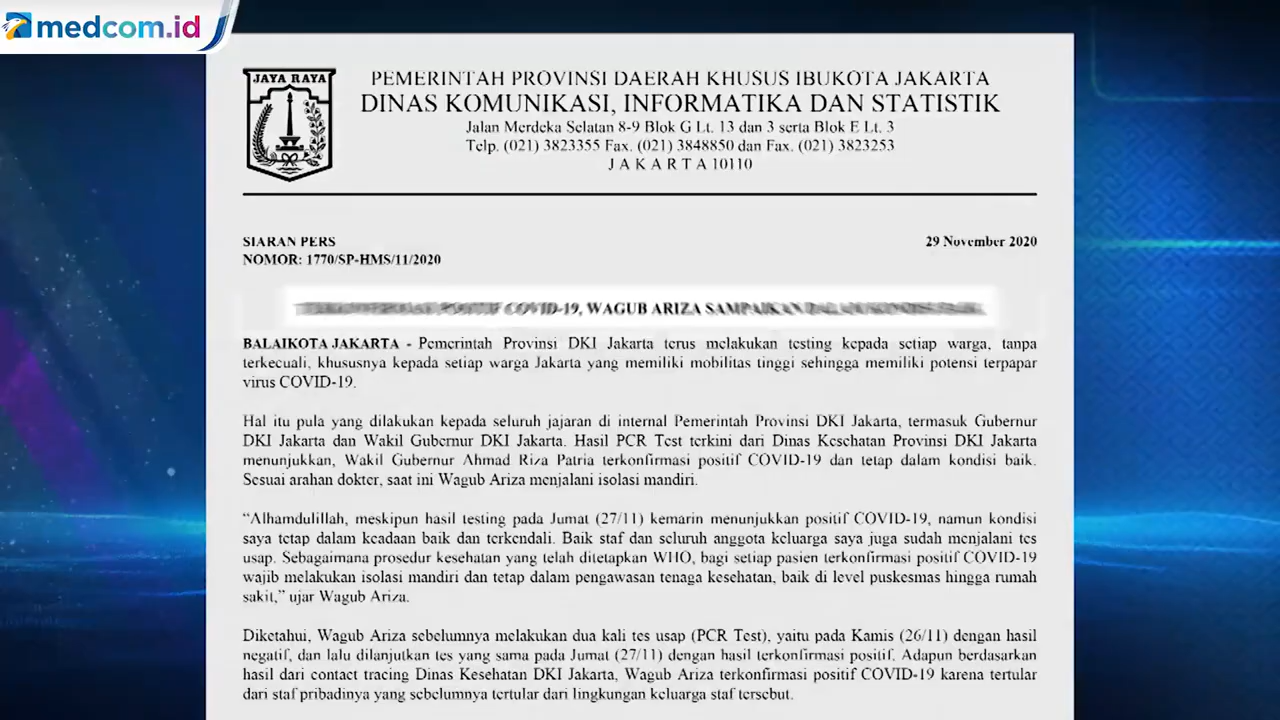 medcom.id
JAYA RAYA
PEMERINTAH PROVINSI DAERAH KHUSUS IBUKOTA JAKARTA
DINAS KOMUNIKASI, INFORMATIKA DAN STATISTIK
Jalan Merdeka Selatan 8-9 Blok G Lt. 13 dan 3 serta Blok E Lt. 3
Telp. (021) 3823355 Fax. (021) 3848850 dan Fax. (021) 3823253
J A K A R T A 10110
SIARAN PERS
29 November 2020
NOMOR: 1770/SP-HMS/11/2020
POSITIF COVID-19, WAGUB ARIZA SAMPAIKAN
BALAIKOTA JAKARTA - Pemerintah Provinsi DKI Jakarta terus melakukan testing kepada setiap warga, tanpa
terkecuali, khususnya kepada setiap warga Jakarta yang memiliki mobilitas tinggi sehingga memiliki potensi terpapar
virus COVID-19.
Hal itu pula yang dilakukan kepada seluruh jajaran di internal Pemerintah Provinsi DKI Jakarta, termasuk Gubernur
DKI Jakarta dan Wakil Gubernur DKI Jakarta. Hasil PCR Test terkini dari Dinas Kesehatan Provinsi DKI Jakarta
menunjukkan, Wakil Gubernur Ahmad Riza Patria terkonfirmasi positif COVID-19 dan tetap dalam kondisi baik.
Sesuai arahan dokter, saat ini Wagub Ariza menjalani isolasi mandiri.
“Alhamdulillah, meskipun hasil testing pada Jumat (27/11) kemarin menunjukkan positif COVID-19, namun kondisi
saya tetap dalam keadaan baik dan terkendali. Baik staf dan seluruh anggota keluarga saya juga sudah menjalani tes
usap. Sebagaimana prosedur kesehatan yang telah ditetapkan WHO, bagi setiap pasien terkonfirmasi positif COVID-19
wajib melakukan isolasi mandiri dan tetap dalam pengawasan tenaga kesehatan, baik di level puskesmas hingga rumah
sakit,” ujar Wagub Ariza.
Diketahui, Wagub Ariza sebelumnya melakukan dua kali tes usap (PCR Test), yaitu pada Kamis (26/11) dengan hasil
negatif, dan lalu dilanjutkan tes yang sama pada Jumat (27/11) dengan hasil terkonfirmasi positif. Adapun berdasarkan
hasil dari contact tracing Dinas Kesehatan DKI Jakarta, Wagub Ariza terkonfirmasi positif COVID-19 karena tertular
dari staf pribadinya yang sebelumnya tertular dari lingkungan keluarga staf tersebut.